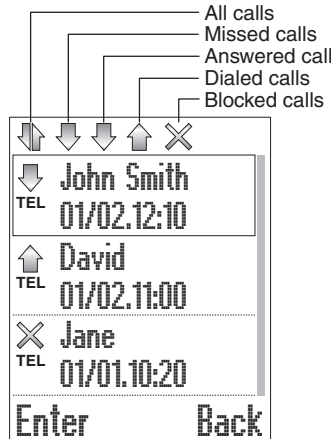 All calls
Missed calls
Answered call
Dialed calls
Blocked calls
John Smith
TEL
01/02.12:10
David
TEL
01/02.11:00
Jane
TEL
01/01.10:20
Enter Back